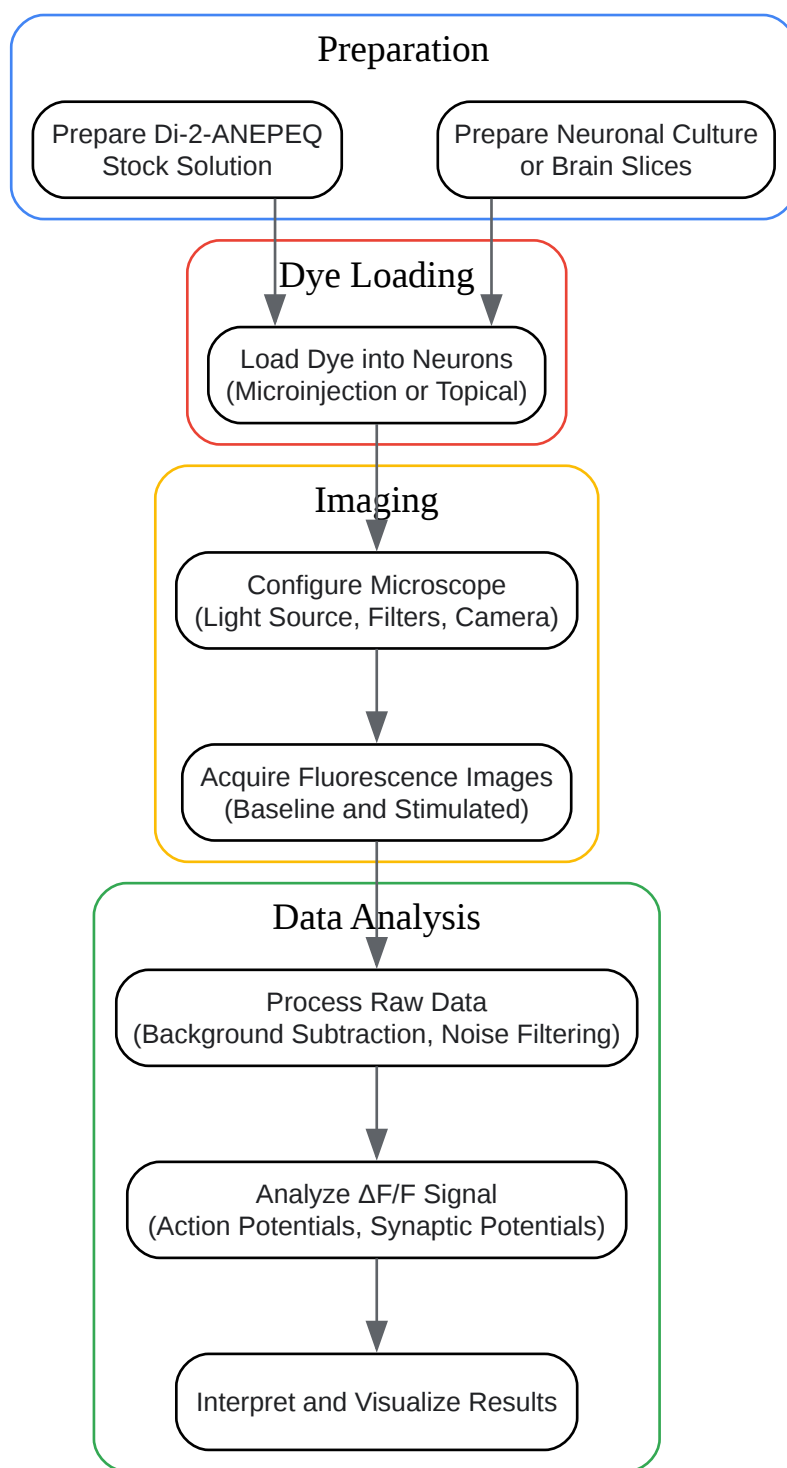 Preparation
Prepare Di-2-ANEPEQ
Stock Solution
Prepare Neuronal Culture
or Brain Slices
Dye Loading
Load Dye into Neurons
(Microinjection or Topical)
Imaging
Configure Microscope
(Light Source, Filters, Camera)
Acquire Fluorescence Images
(Baseline and Stimulated)
Data Analysis
Process Raw Data
(Background Subtraction, Noise Filtering)
Analyze ΔF/F Signal
(Action Potentials, Synaptic Potentials)
Interpret and Visualize Results